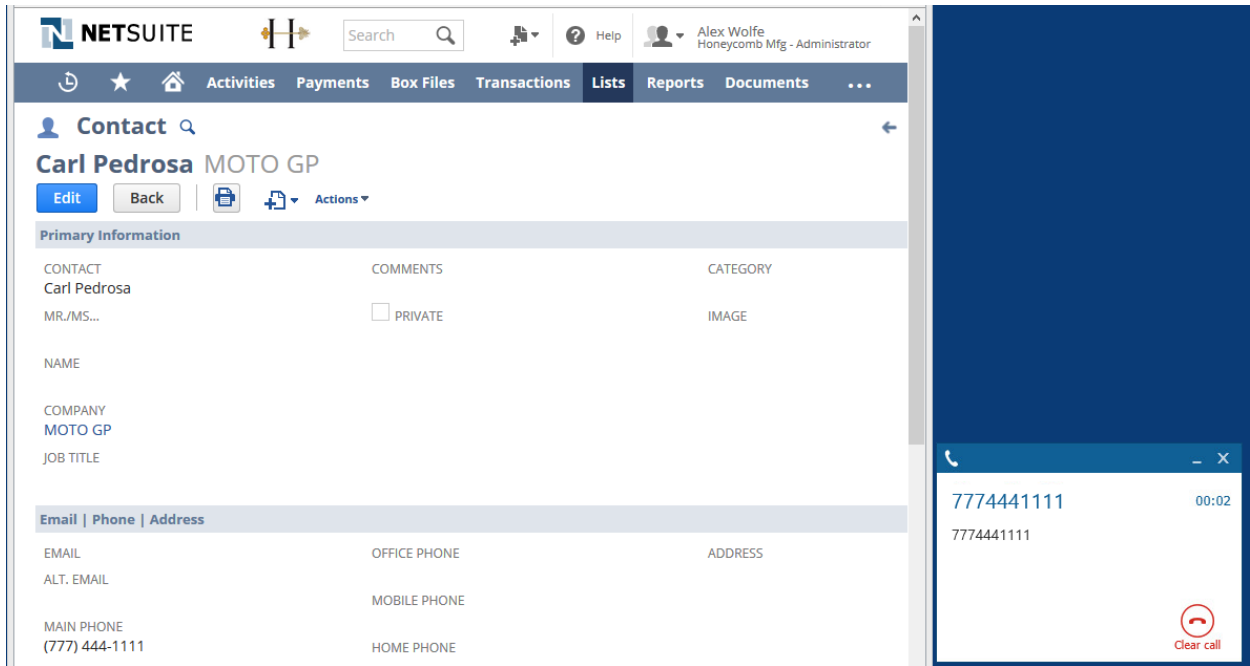 NETSUITE
Search
Help
Alex Wolfe
Honeycomb Mfg - Administrator
Activities Payments Box Files Transactions Lists Reports Documents ...
Contact
Carl Pedrosa MOTO GP
Edit Back Actions
Primary Information
CONTACT COMMENTS CATEGORY
Carl Pedrosa
MR./MS... PRIVATE IMAGE
NAME
COMPANY
MOTO GP
JOB TITLE
Email | Phone | Address
EMAIL OFFICE PHONE ADDRESS
ALT. EMAIL
MOBILE PHONE
MAIN PHONE
(777) 444-1111
HOME PHONE
7774441111 00:02
7774441111
Clear call